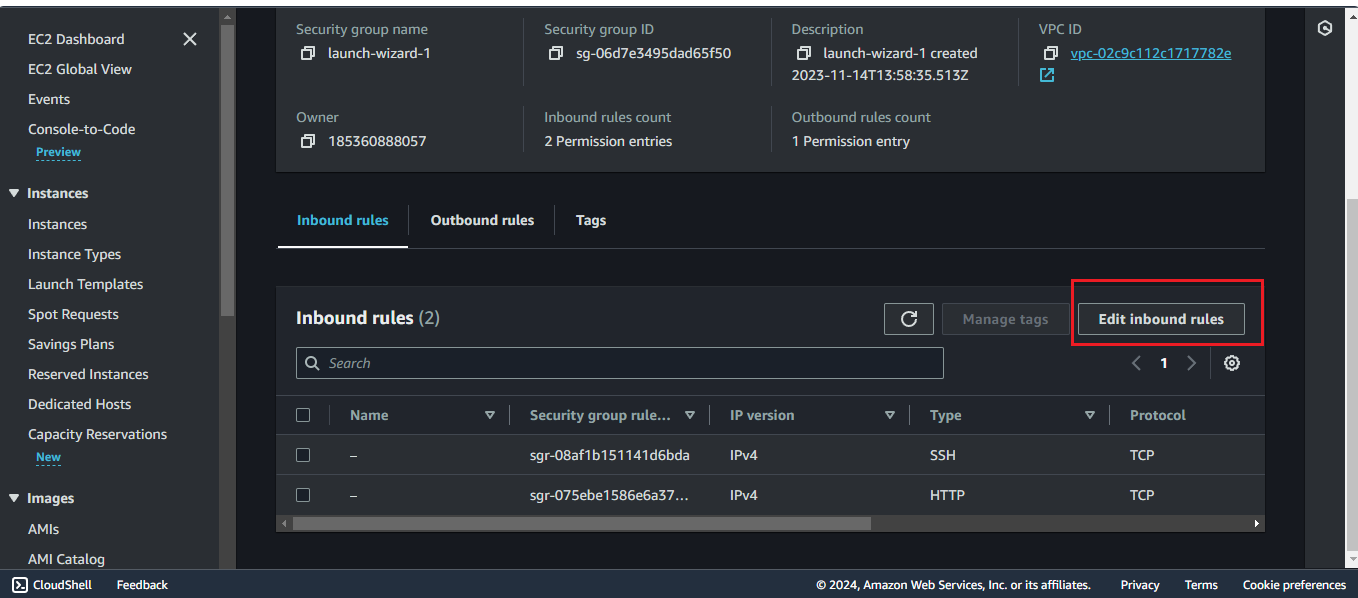 EC2 Dashboard
EC2 Global View
Events
Console-to-Code
Preview
Instances
Instances
Instance Types
Launch Templates
Spot Requests
Savings Plans
Reserved Instances
Dedicated Hosts
Capacity Reservations
New
Images
AMIs
AMI Catalog
Security group name
launch-wizard-1
Security group ID
sg-06d7e3495dad65f50
Description
launch-wizard-1 created
2023-11-14T13:58:35.513Z
VPC ID
vpc-02c9c112c1717782e
Owner
185360888057
Inbound rules count
2 Permission entries
Outbound rules count
1 Permission entry
Inbound rules Outbound rules Tags
Inbound rules (2)
Manage tags Edit inbound rules
Search
1
Name Security group rule... IP version Type Protocol
– sgr-08af1b151141d6bda IPv4 SSH TCP
– sgr-075ebe1586e6a37... IPv4 HTTP TCP
CloudShell Feedback © 2024, Amazon Web Services, Inc. or its affiliates. Privacy Terms Cookie preferences